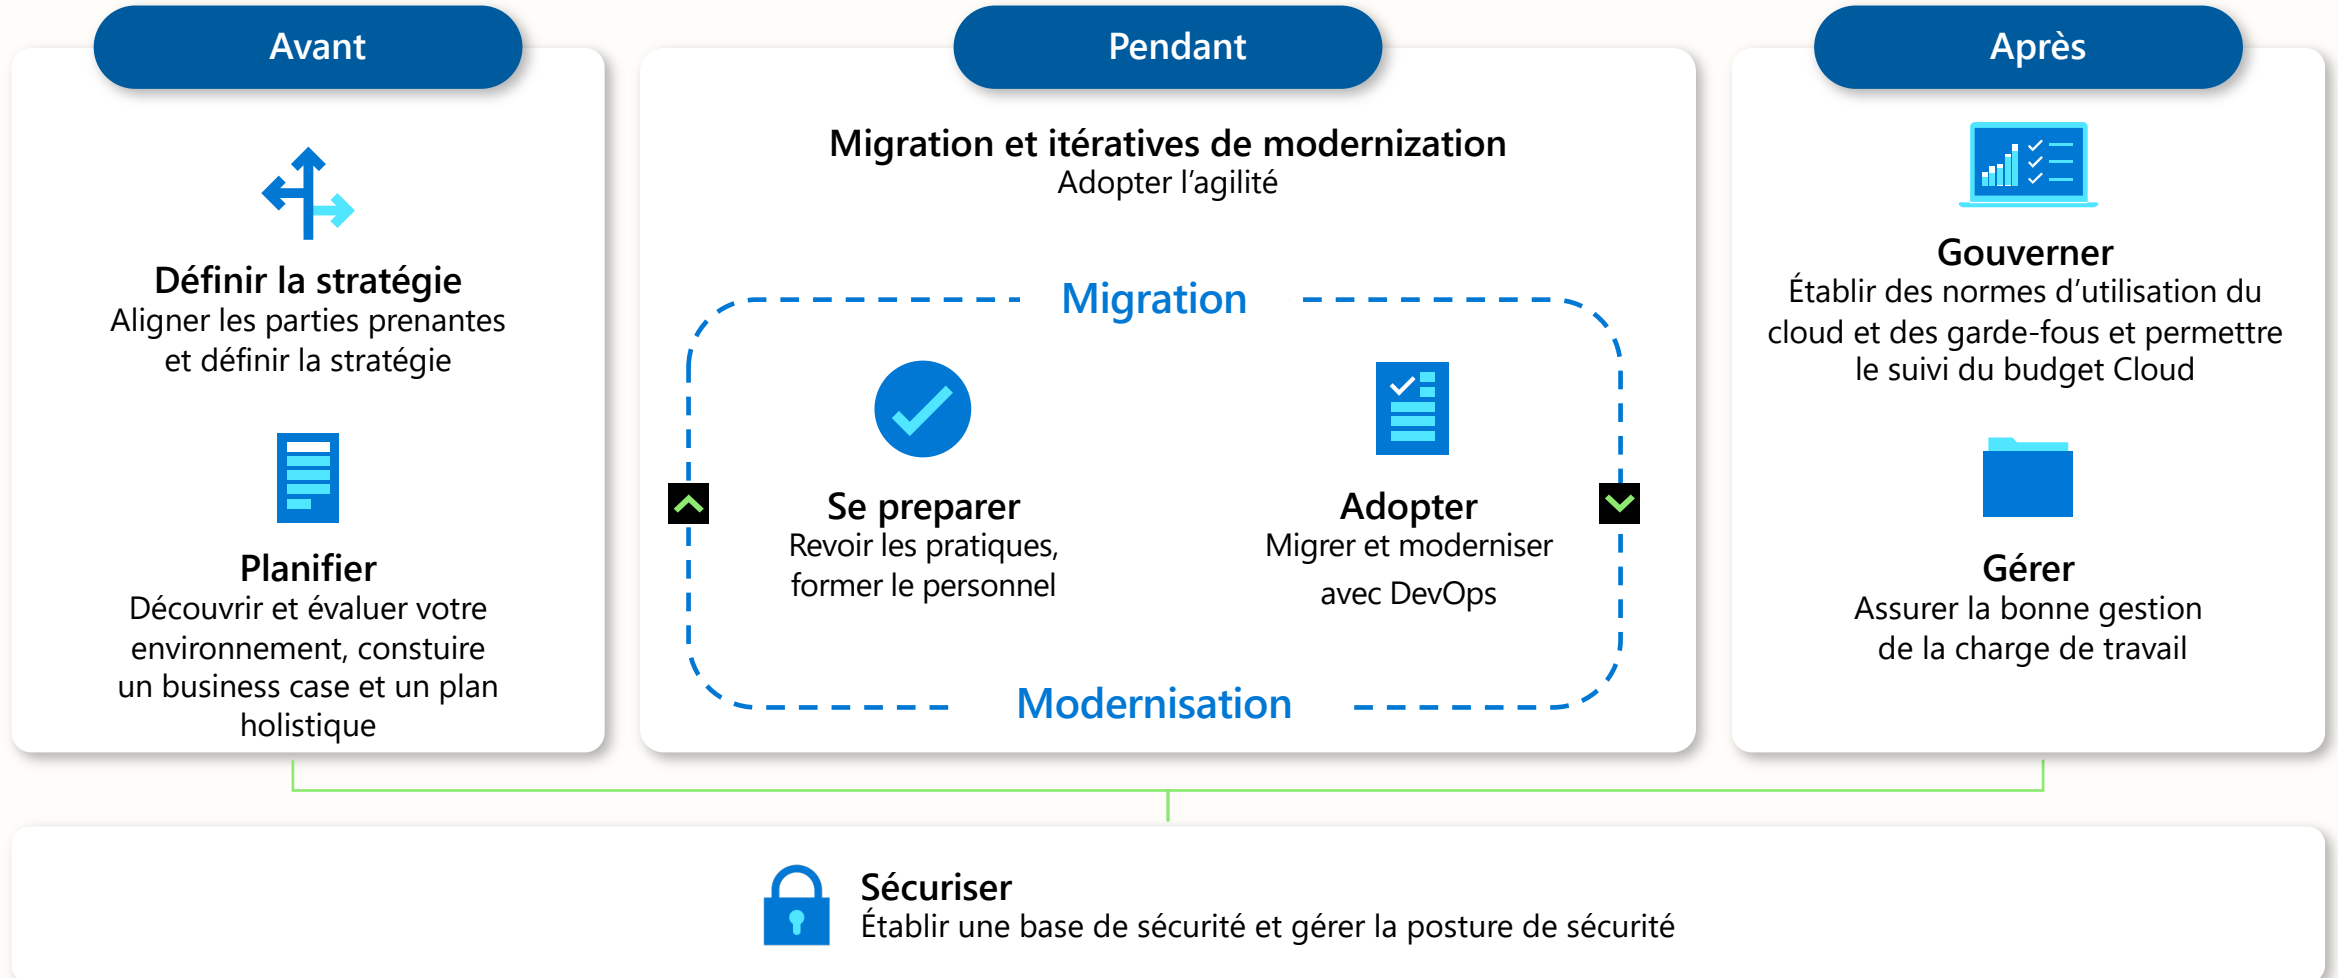 Avant
Définir la stratégie
Aligner les parties prenantes
et définir la stratégie
Planifier
Découvrir et évaluer votre
environnement, constuire
un business case et un plan
holistique
Pendant
Migration et itératives de modernization
Adopter l’agilité
Migration
Se preparer
Revoir les pratiques,
former le personnel
Adopter
Migrer et moderniser
avec DevOps
Modernisation
Après
Gouverner
Établir des normes d’utilisation du
cloud et des garde-fous et permettre
le suivi du budget Cloud
Gérer
Assurer la bonne gestion
de la charge de travail
Sécuriser
Établir une base de sécurité et gérer la posture de sécurité